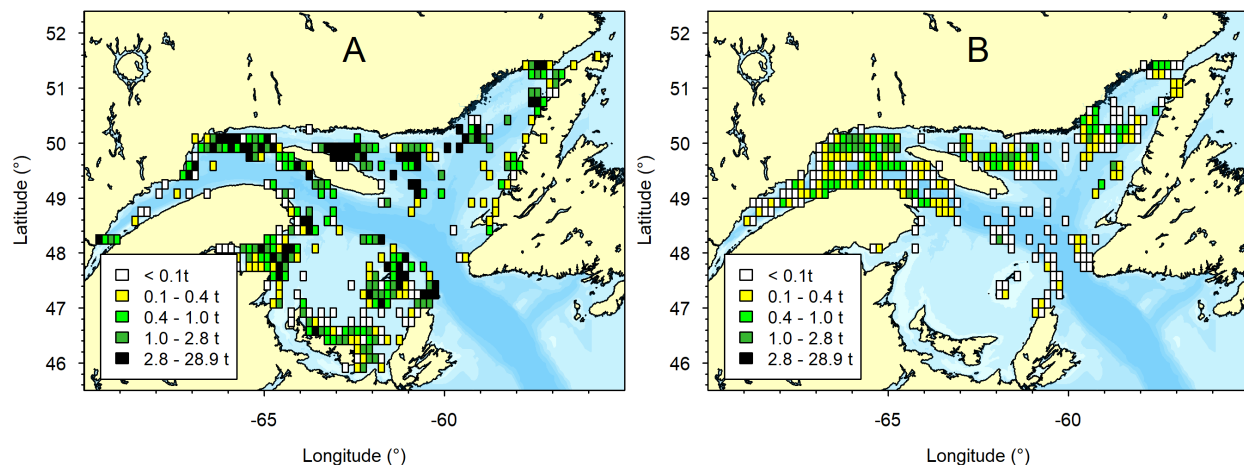 A
52
51
50
49
48
47
46
Latitude (°)
< 0.1t
0.1 - 0.4 t
0.4 - 1.0 t
1.0 - 2.8 t
2.8 - 28.9 t
-65
-60
Longitude (°)
B
52
51
50
49
48
47
46
Latitude (°)
< 0.1t
0.1 - 0.4 t
0.4 - 1.0 t
1.0 - 2.8 t
2.8 - 28.9 t
-65
-60
Longitude (°)